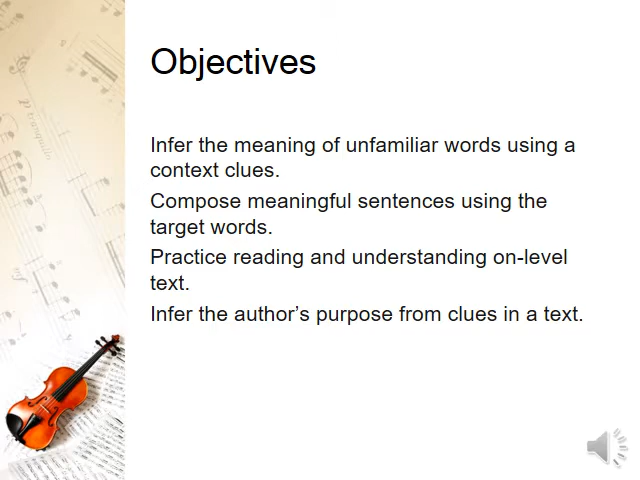 Objectives
Infer the meaning of unfamiliar words using a
context clues.
Compose meaningful sentences using the
target words.
Practice reading and understanding on-level
text.
Infer the author’s purpose from clues in a text.